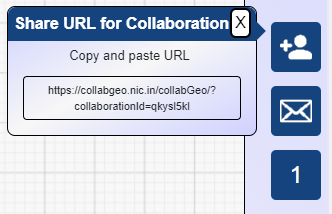 Share URL for Collaboration X
Copy and paste URL
https://collabgeo.nic.in/collabGeo/?
collaborationId=qkysl5kl
1